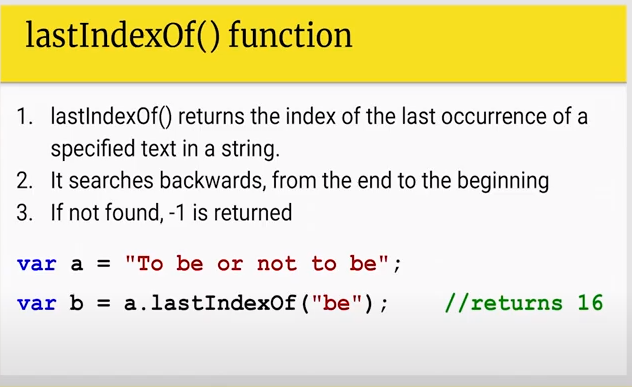 lastIndexOf() function
1. lastIndexOf() returns the index of the last occurrence of a
specified text in a string.
2. It searches backwards, from the end to the beginning
3. If not found, -1 is returned
var a = "To be or not to be";
var b = a.lastIndexOf("be"); //returns 16